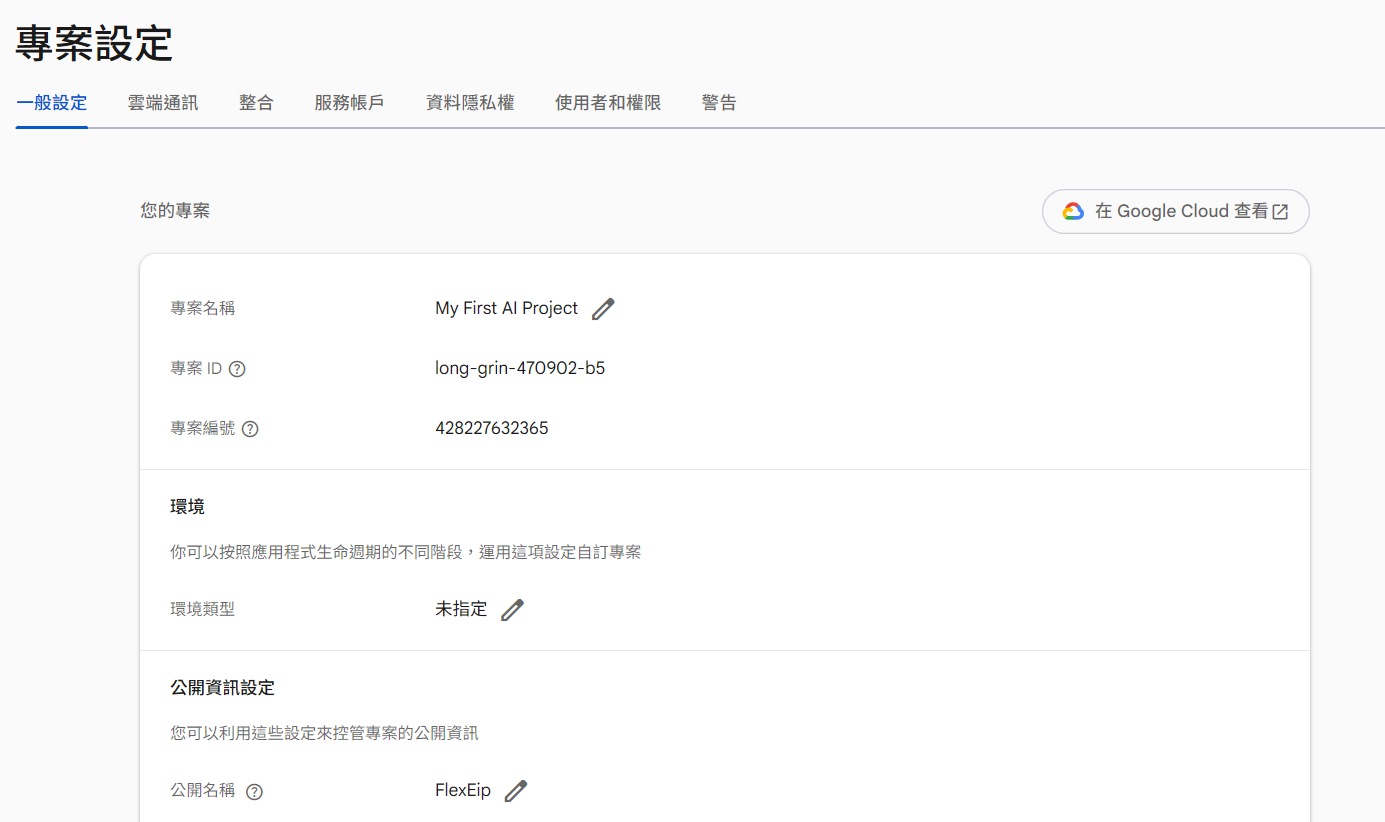 專案設定
一般設定 雲端通訊 整合 服務帳戶 資料隱私權 使用者和權限 警告
您的專案 在 Google Cloud 查看
專案名稱 My First AI Project
專案 ID long-grin-470902-b5
專案編號 428227632365
環境
你可以按照應用程式生命週期的不同階段，運用這項設定自訂專案
環境類型 未指定
公開資訊設定
您可以利用這些設定來控管專案的公開資訊
公開名稱 FlexEip